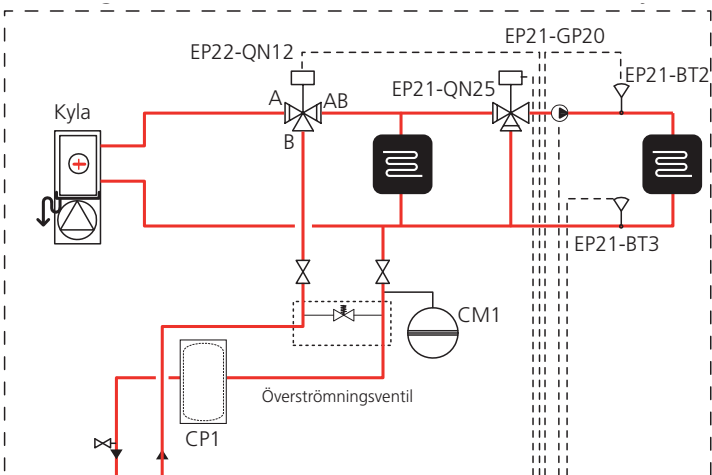 EP21-GP20
EP22-QN12
EP21-BT2
EP21-QN25
A
AB
Kyla
B
EP21-BT3
CM1
Överströmningsventil
CP1